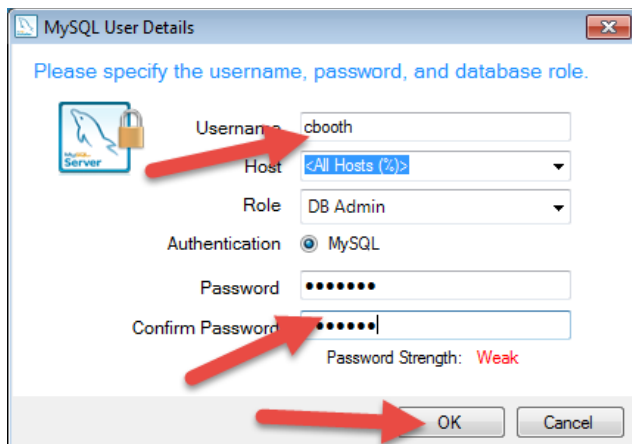 MySQL User Details
Please specify the username, password, and database role.
MySQL
Server
Username cbooth
Host <All Hosts (%)>
Role DB Admin
Authentication MySQL
Password •••••••
Confirm Password •••••••
Password Strength: Weak
OK Cancel